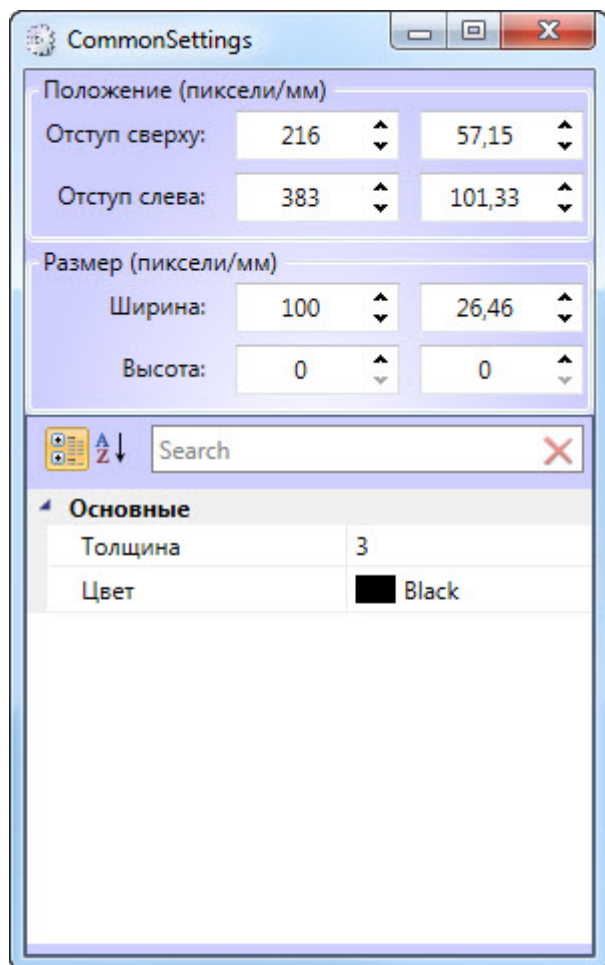 CommonSettings
Положение (пиксели/мм)
Отступ сверху: 216 57,15
Отступ слева: 383 101,33
Размер (пиксели/мм)
Ширина: 100 26,46
Высота: 0 0
A Z Search
Основные
Толщина 3
Цвет Black